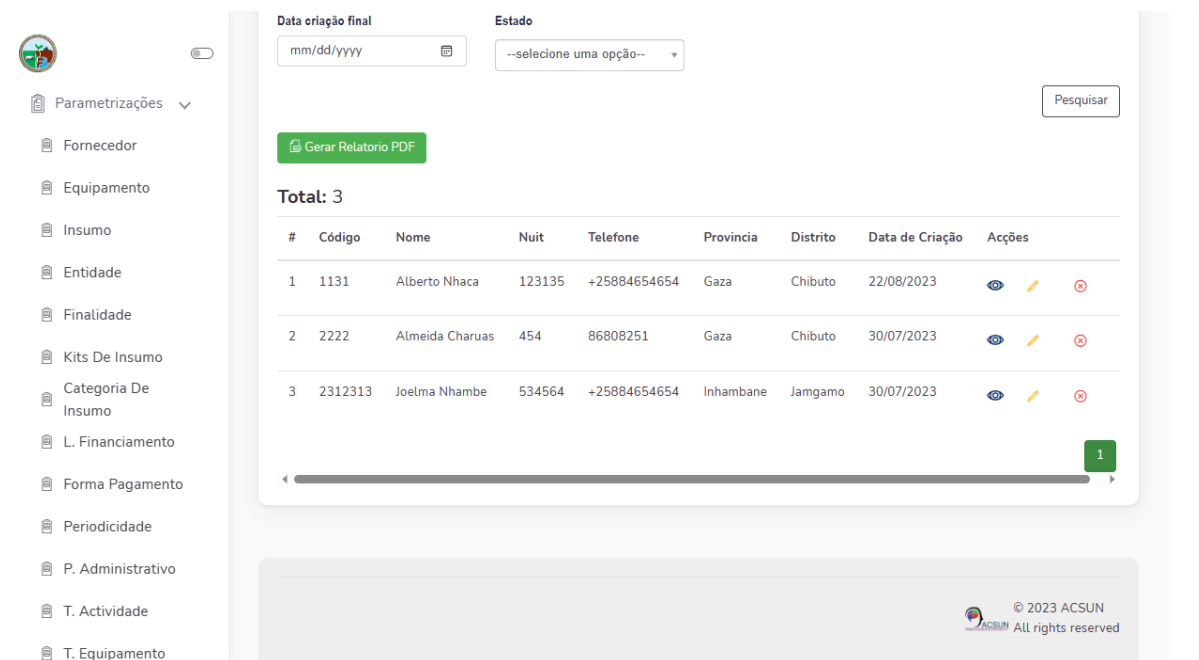 Data criação final
Estado
mm/dd/yyyy
--selecione uma opção--
Pesquisar
Gerar Relatorio PDF
Total: 3
# Código Nome Nuit Telefone Provincia Distrito Data de Criação Acções
1 1131 Alberto Nhaca 123135 +25884654654 Gaza Chibuto 22/08/2023
2 2222 Almeida Charuas 454 86808251 Gaza Chibuto 30/07/2023
3 2312313 Joelma Nhambe 534564 +25884654654 Inhambane Jamgamo 30/07/2023
1
Parametrizações
Fornecedor
Equipamento
Insumo
Entidade
Finalidade
Kits De Insumo
Categoria De
Insumo
L. Financiamento
Forma Pagamento
Periodicidade
P. Administrativo
T. Actividade
T. Equipamento
ACSUN
© 2023 ACSUN
All rights reserved